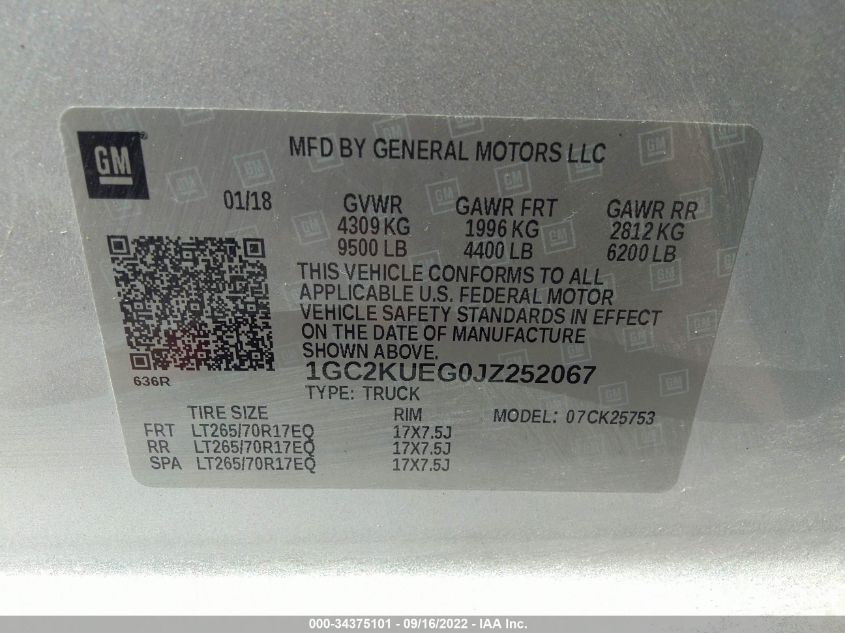 GM
MFD BY GENERAL MOTORS LLC
01/18 GVWR GAWR FRT GAWR RR
4309 KG 1996 KG 2812 KG
9500 LB 4400 LB 6200 LB
THIS VEHICLE CONFORMS TO ALL
APPLICABLE U.S. FEDERAL MOTOR
VEHICLE SAFETY STANDARDS IN EFFECT
ON THE DATE OF MANUFACTURE
SHOWN ABOVE.
636R
1GC2KUEG0JZ252067
TYPE: TRUCK
TIRE SIZE RIM MODEL: 07CK25753
FRT LT265/70R17EQ 17X7.5J
RR LT265/70R17EQ 17X7.5J
SPA LT265/70R17EQ 17X7.5J
000-34375101 - 09/16/2022 - IAA Inc.